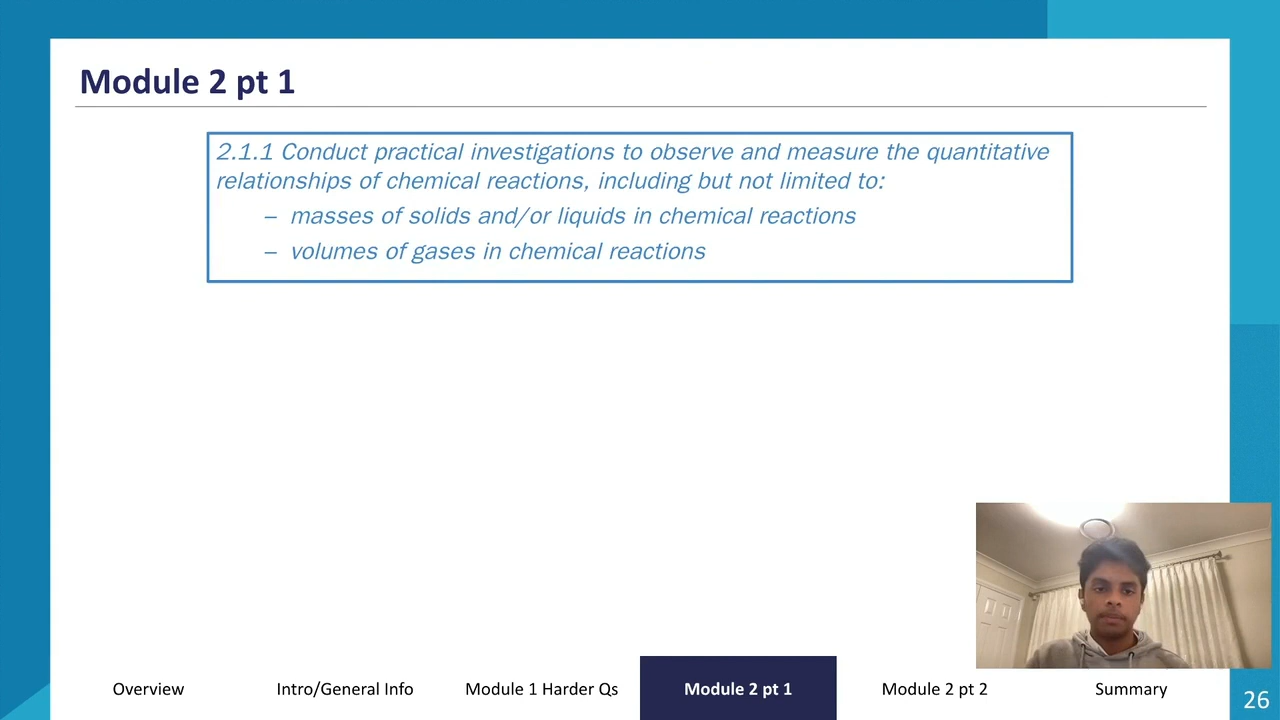 Module 2 pt 1
2.1.1 Conduct practical investigations to observe and measure the quantitative
relationships of chemical reactions, including but not limited to:
– masses of solids and/or liquids in chemical reactions
– volumes of gases in chemical reactions
Overview
Intro/General Info
Module 1 Harder Qs
Module 2 pt 1
Module 2 pt 2
Summary
26